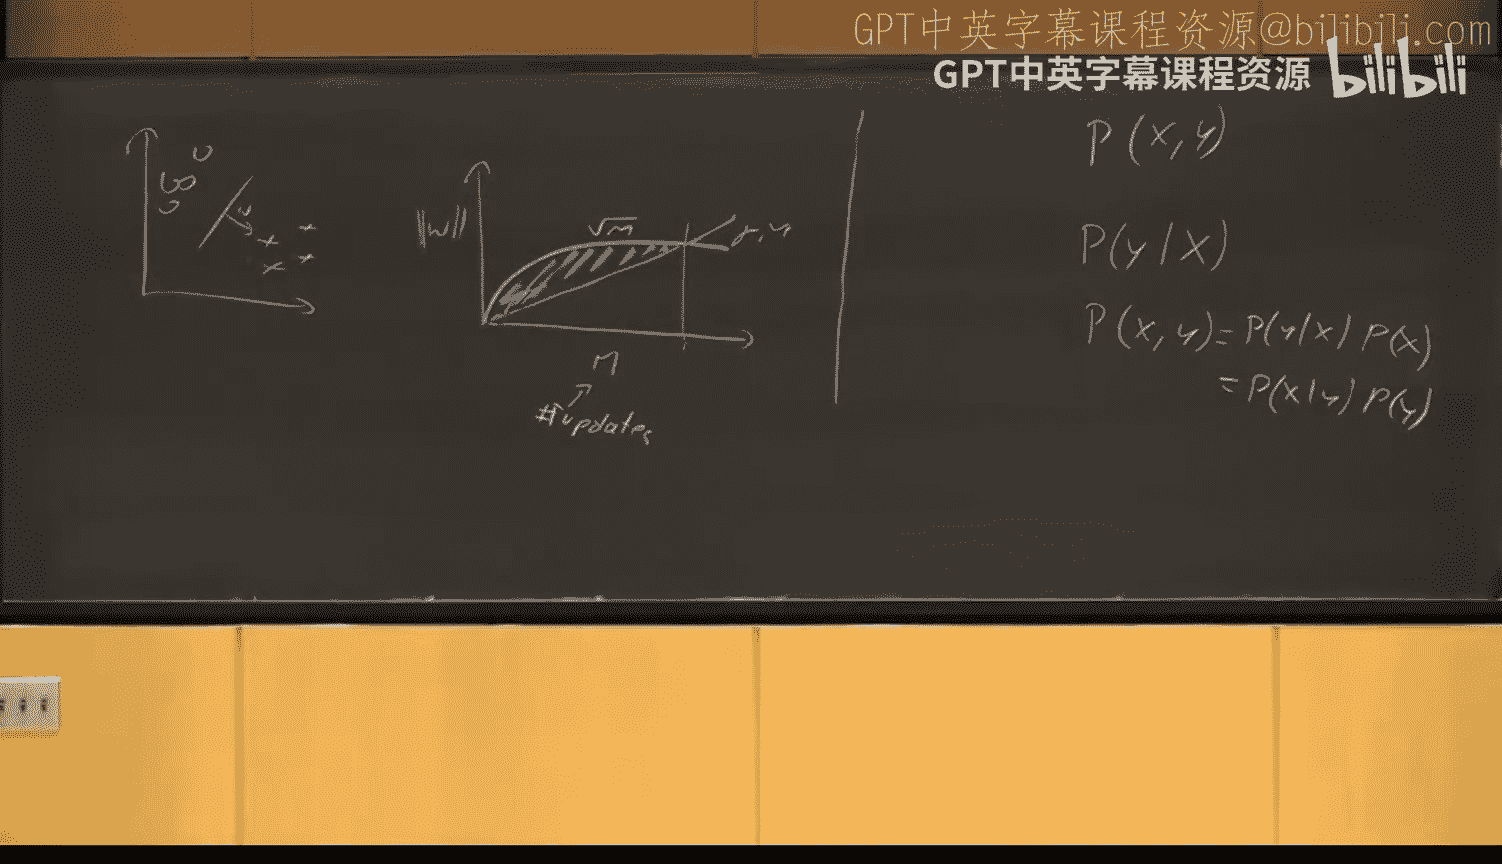 GPT中英字幕课程资源@bilibili.com
GPT中英字幕课程资源 bilibili
||w||
√M
M
#updates
P(x,y)
P(y|x)
P(x,y)=P(y|x) P(x)
=P(x|y) P(y)